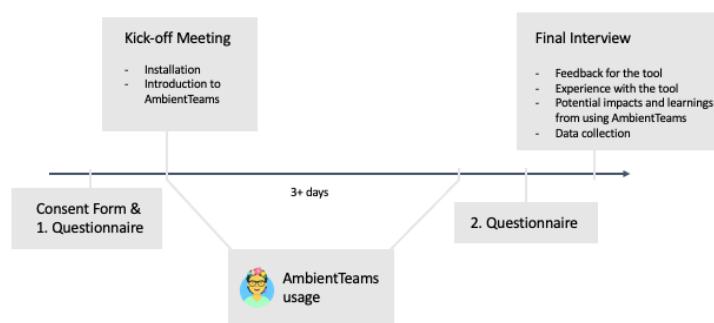 Kick-off Meeting
- Installation
- Introduction to
AmbientTeams
Final Interview
- Feedback for the tool
- Experience with the tool
- Potential impacts and learnings
from using AmbientTeams
- Data collection
3+ days
Consent Form &
1. Questionnaire
2. Questionnaire
AmbientTeams
usage